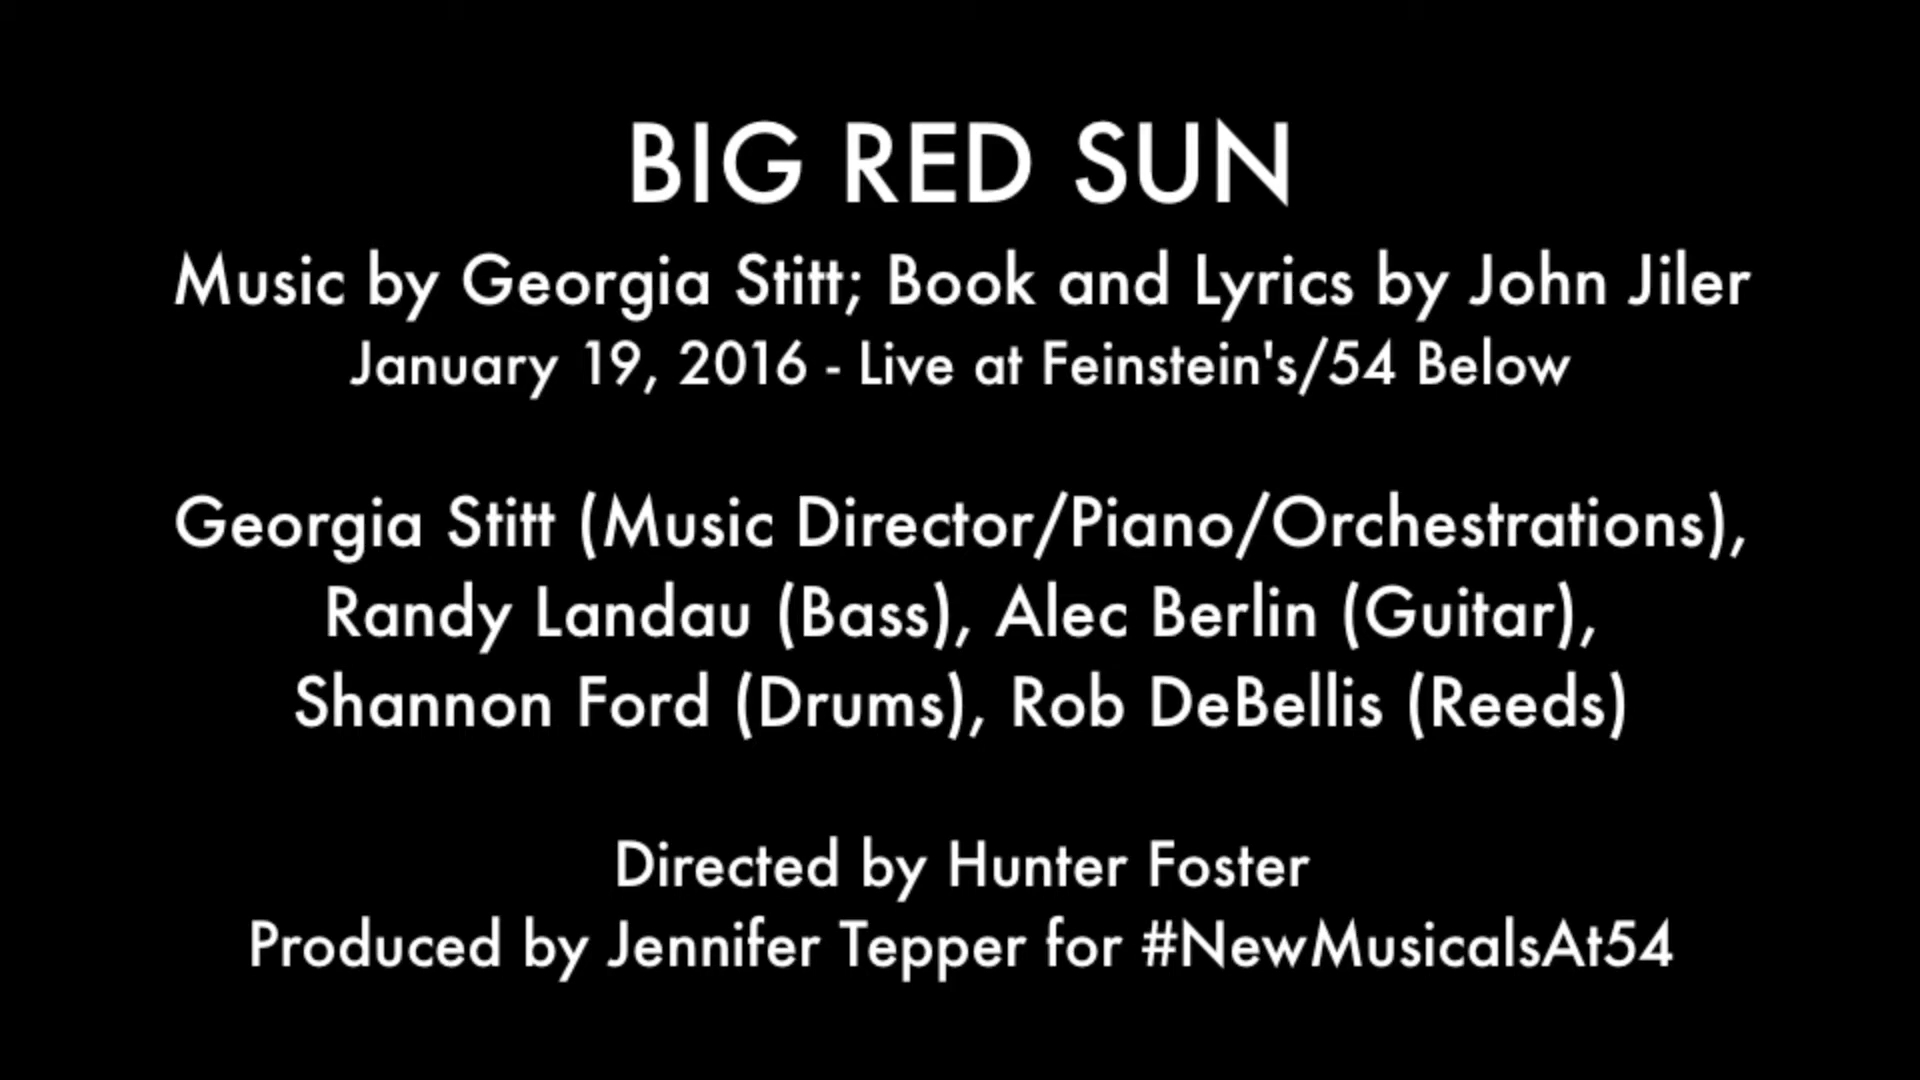 BIG RED SUN
Music by Georgia Stitt; Book and Lyrics by John Jiler
January 19, 2016 - Live at Feinstein's/54 Below
Georgia Stitt (Music Director/Piano/Orchestrations),
Randy Landau (Bass), Alec Berlin (Guitar),
Shannon Ford (Drums), Rob DeBellis (Reeds)
Directed by Hunter Foster
Produced by Jennifer Tepper for #NewMusicalsAt54